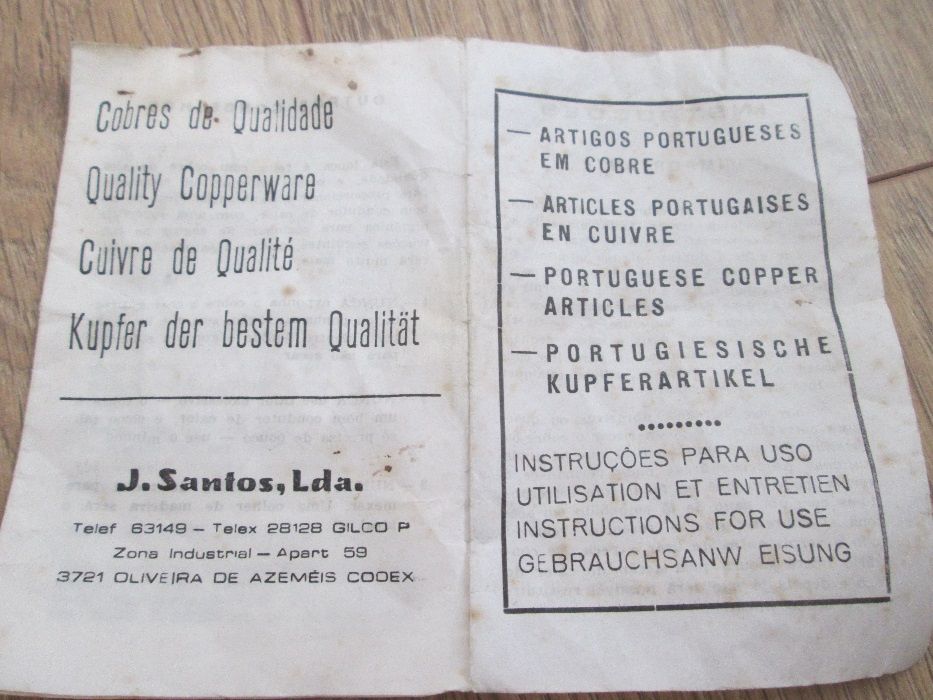 Cobres de Qualidade
Quality Copperware
Cuivre de Qualité
Kupfer der bestem Qualität
J. Santos, Lda.
Telef 63149 — Telex 28128 GILCO P
Zona Industrial — Apart 59
3721 OLIVEIRA DE AZEMÉIS CODEX
— ARTIGOS PORTUGUESES
EM COBRE
— ARTICLES PORTUGAISES
EN CUIVRE
— PORTUGUESE COPPER
ARTICLES
— PORTUGIESISCHE
KUPFERARTIKEL
••••••••••
INSTRUÇÕES PARA USO
UTILISATION ET ENTRETIEN
INSTRUCTIONS FOR USE
GEBRAUCHSANW EISUNG